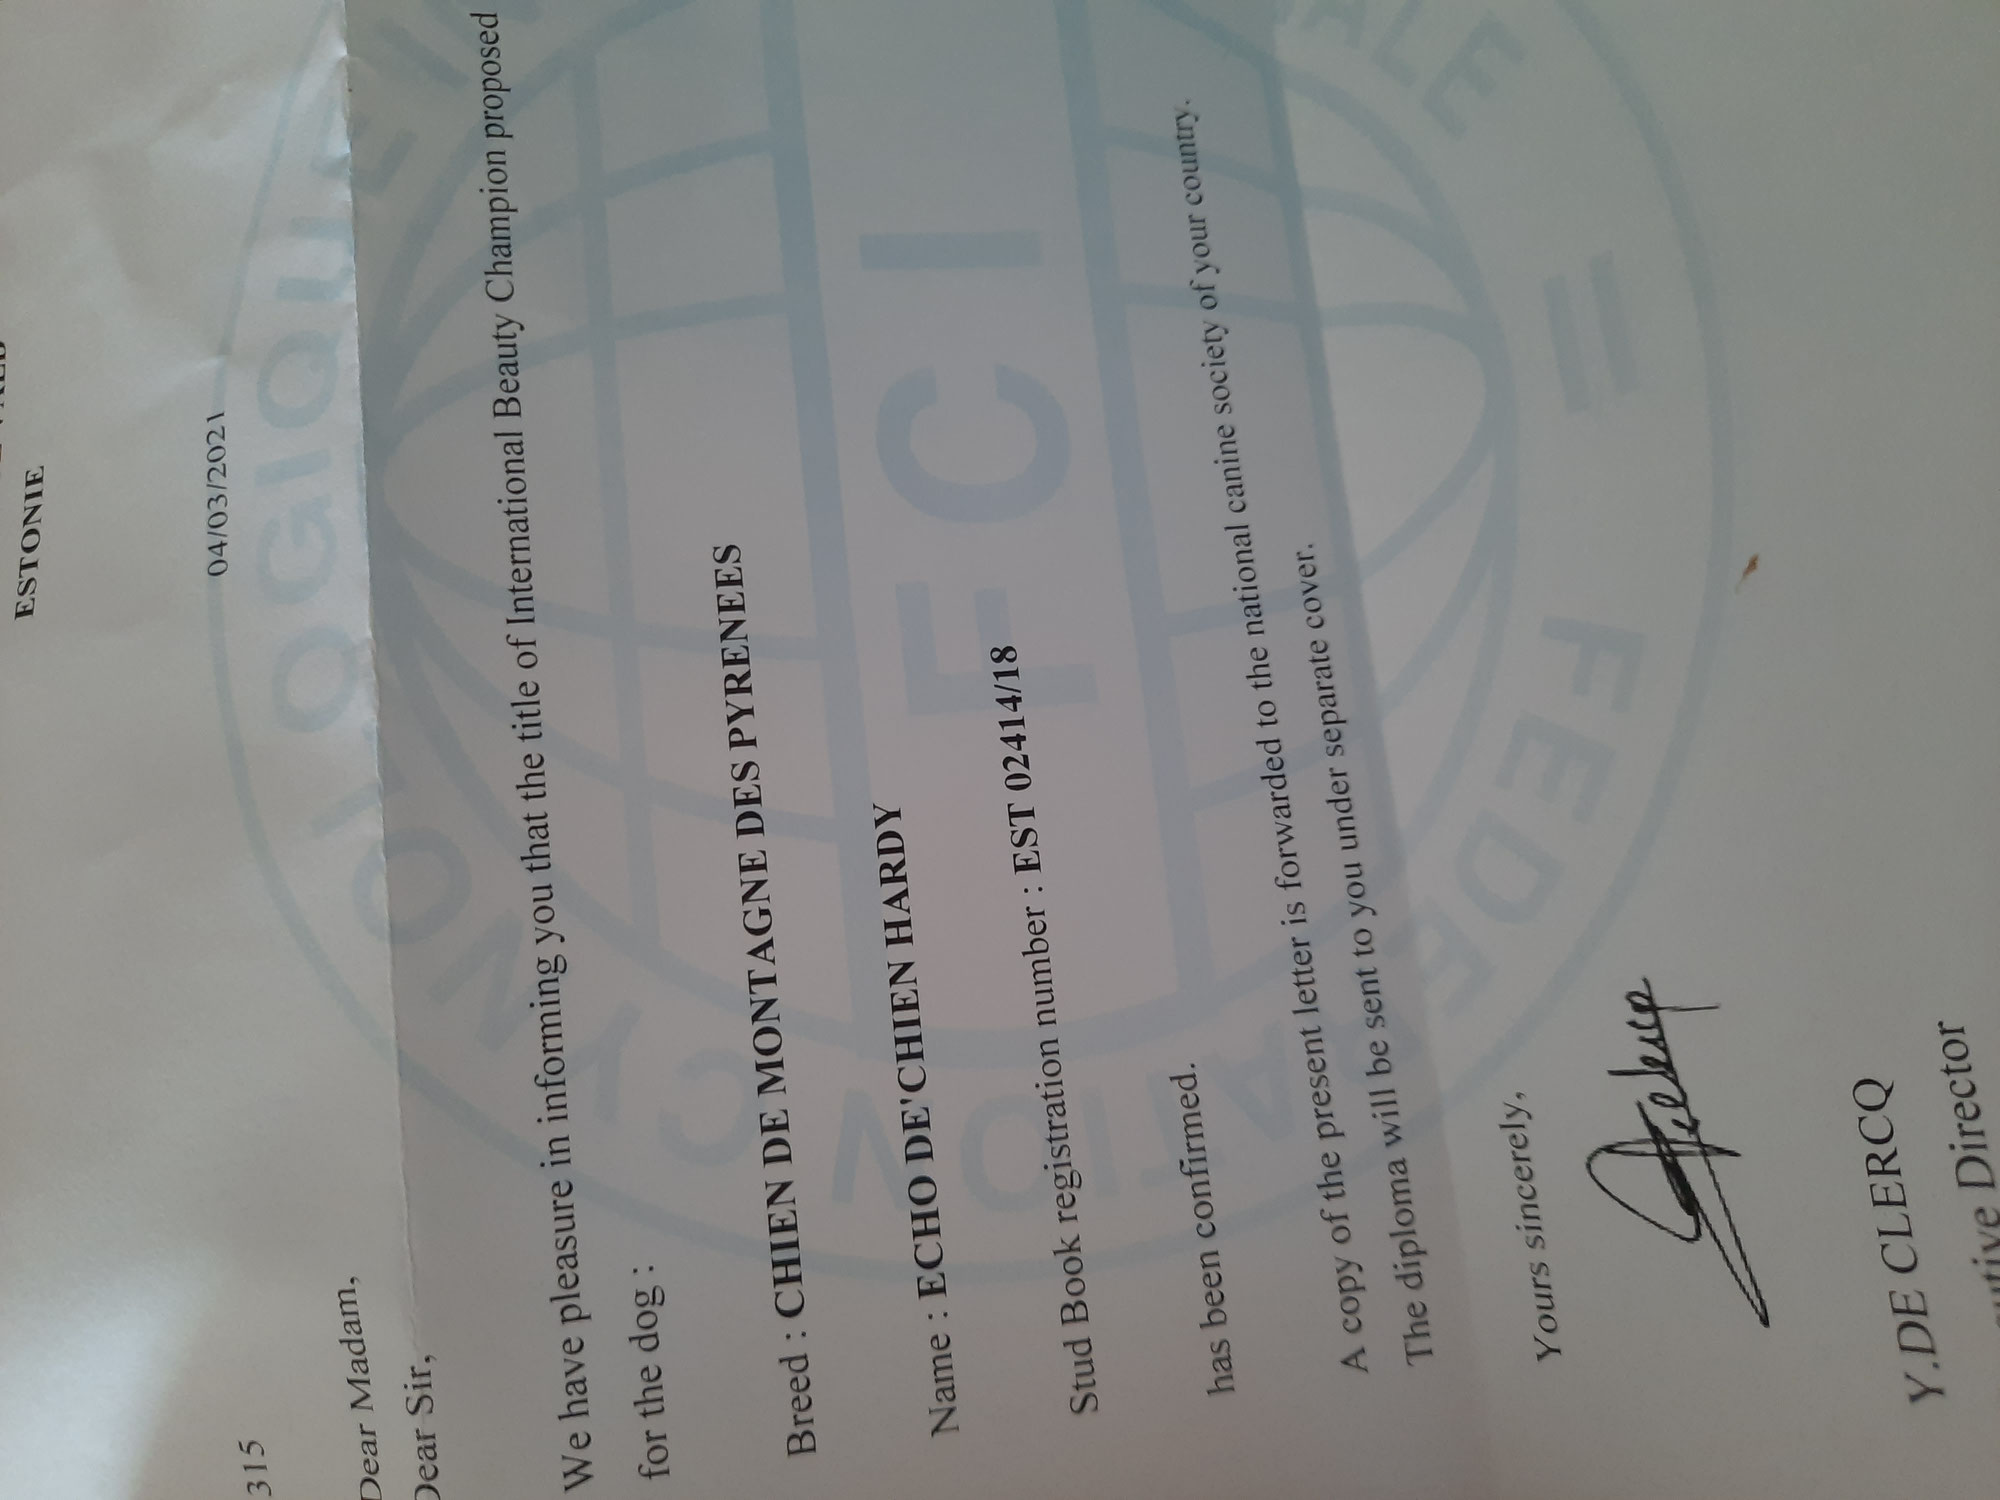 ESTONIE
04/03/2021
315
Dear Madam,
Dear Sir,
We have pleasure in informing you that the title of International Beauty Champion proposed
for the dog :
Breed : CHIEN DE MONTAGNE DES PYRENEES
Name : ECHO DE'CHIEN HARDY
Stud Book registration number : EST 02414/18
has been confirmed.
A copy of the present letter is forwarded to the national canine society of your country.
The diploma will be sent to you under separate cover.
Yours sincerely,
Y.DE CLERCQ
Director
FCI
FEDERATION CYNOLOGIQUE